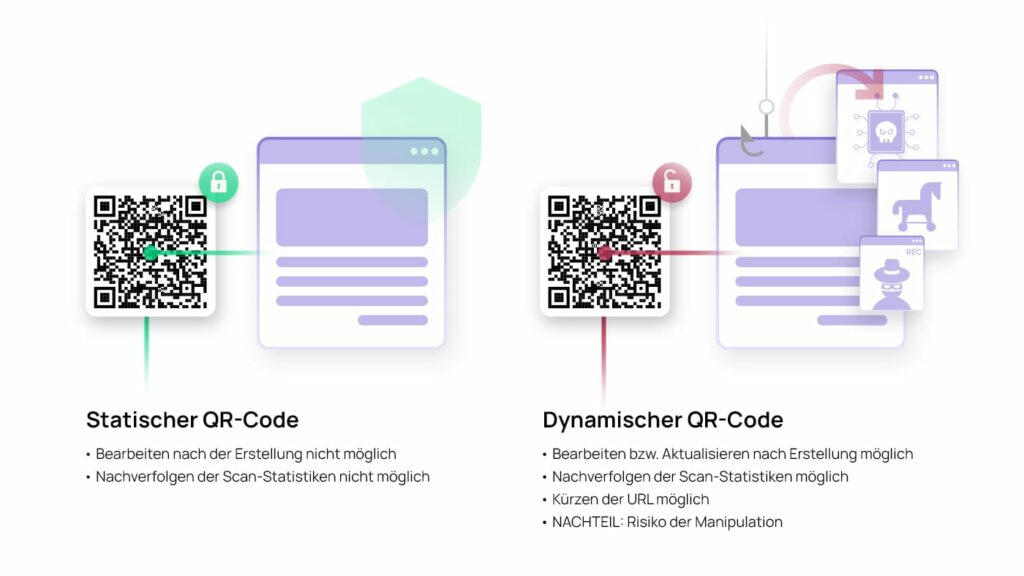 REC
Statischer QR-Code
• Bearbeiten nach der Erstellung nicht möglich
• Nachverfolgen der Scan-Statistiken nicht möglich
Dynamischer QR-Code
• Bearbeiten bzw. Aktualisieren nach Erstellung möglich
• Nachverfolgen der Scan-Statistiken möglich
• Kürzen der URL möglich
• NACHTEIL: Risiko der Manipulation